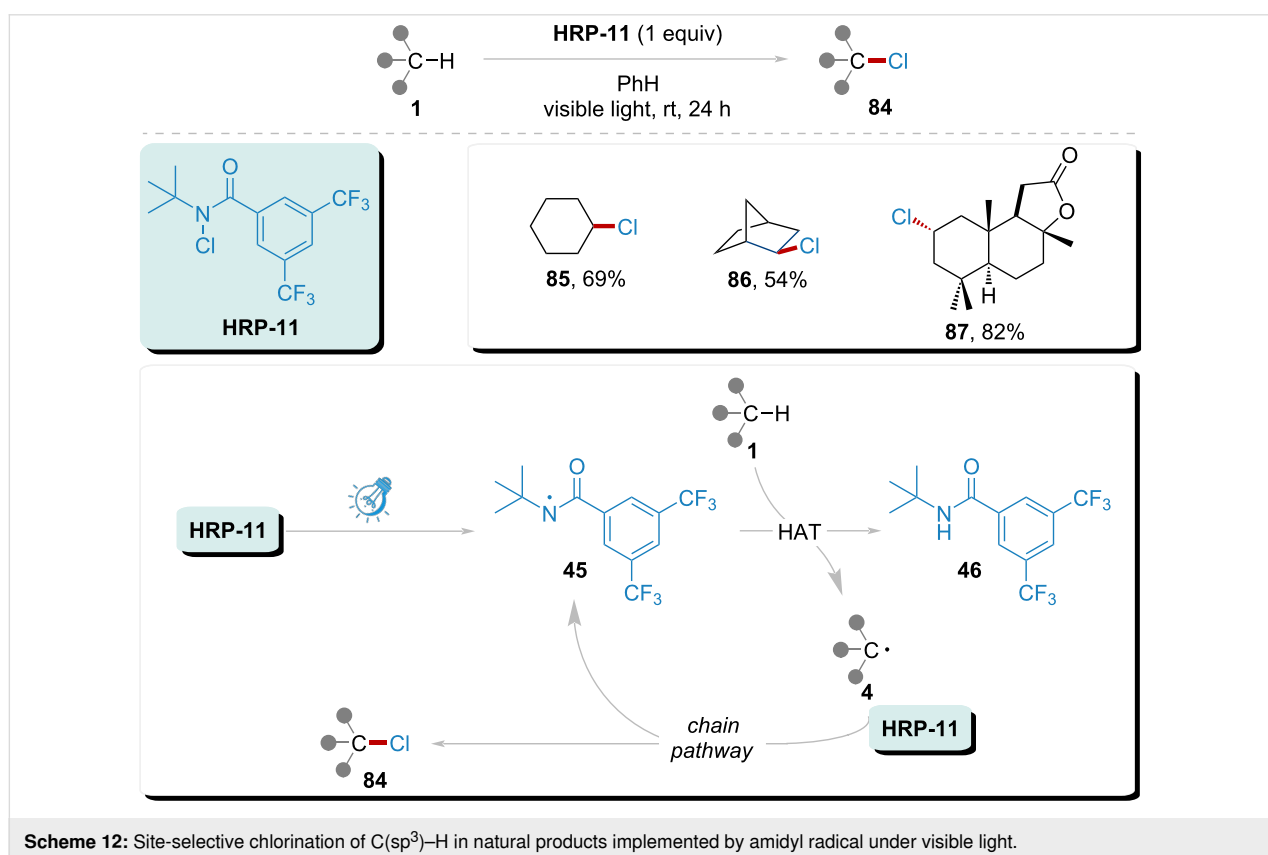 HRP-11 (1 equiv)
C–H
C–Cl
1
PhH
visible light, rt, 24 h
84
O
CF3
N
Cl
CF3
HRP-11
Cl
85, 69%
Cl
86, 54%
O
O
Cl
H
87, 82%
C–H
1
HRP-11
O
N
·
CF3
CF3
45
HAT
O
N
H
CF3
CF3
46
C·
4
HRP-11
chain
pathway
C–Cl
84
Scheme 12: Site-selective chlorination of C(sp3)–H in natural products implemented by amidyl radical under visible light.